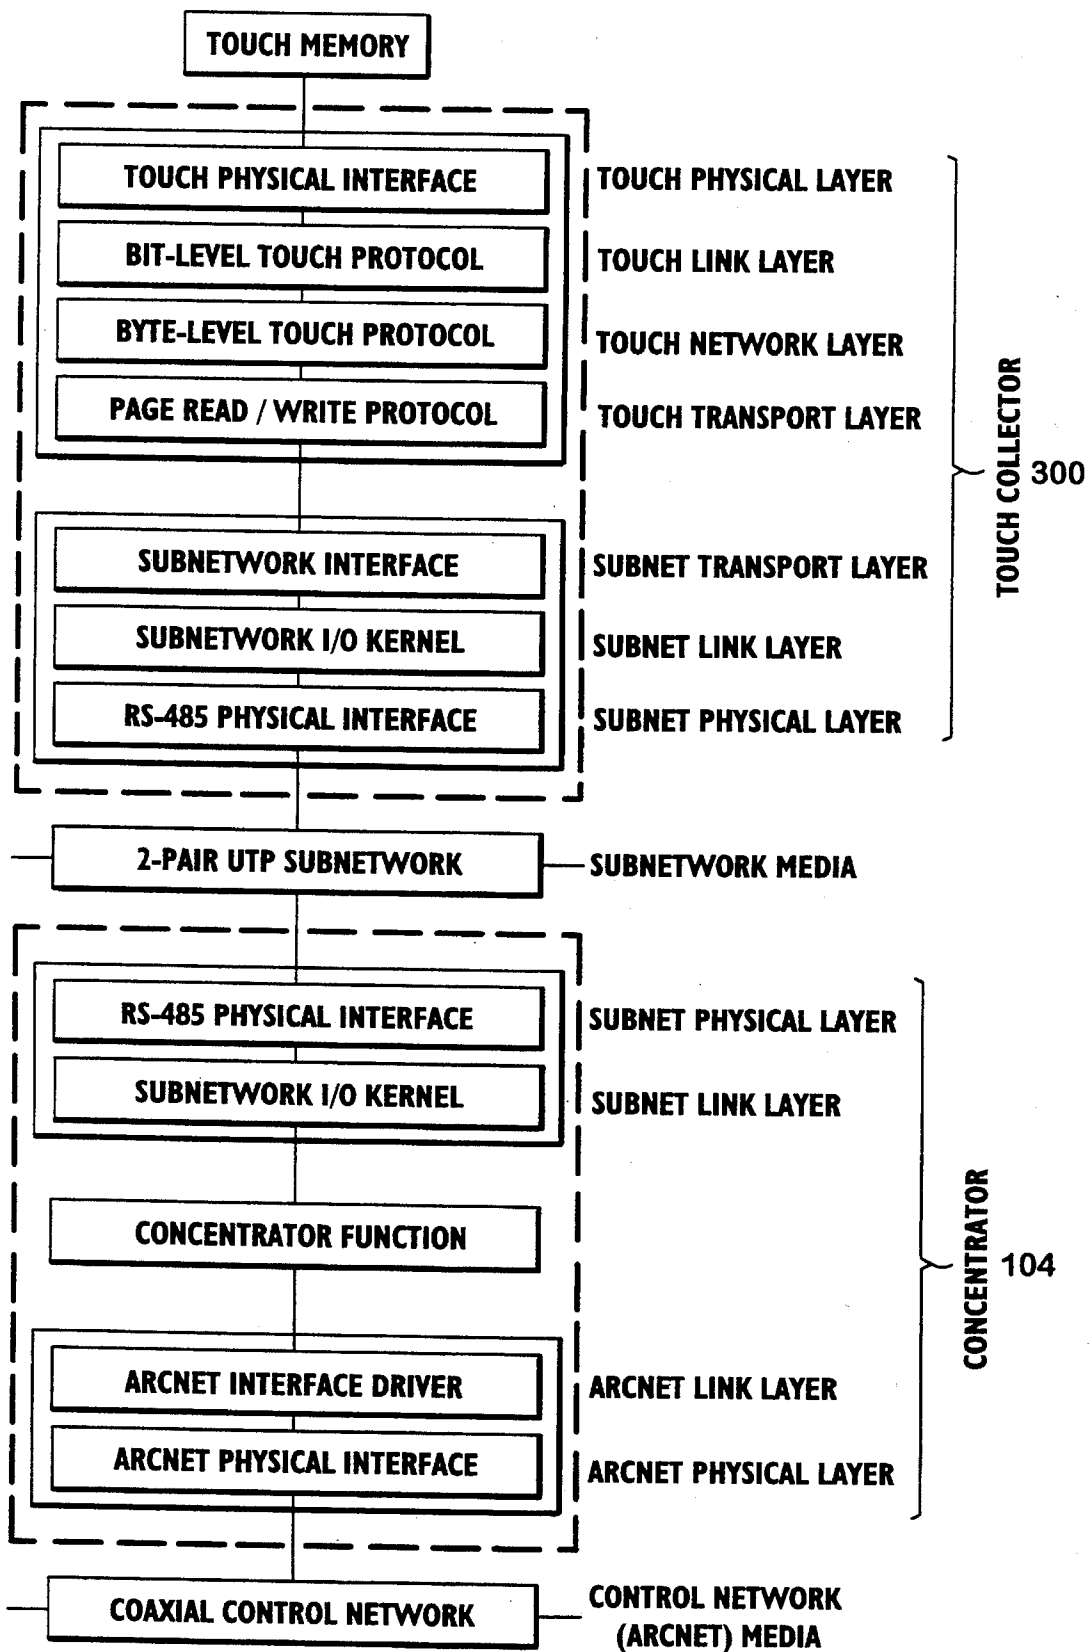 TOUCH MEMORY
TOUCH PHYSICAL INTERFACE
TOUCH PHYSICAL LAYER
BIT-LEVEL TOUCH PROTOCOL
TOUCH LINK LAYER
BYTE-LEVEL TOUCH PROTOCOL
TOUCH NETWORK LAYER
PAGE READ / WRITE PROTOCOL
TOUCH TRANSPORT LAYER
TOUCH COLLECTOR
300
SUBNETWORK INTERFACE
SUBNET TRANSPORT LAYER
SUBNETWORK I/O KERNEL
SUBNET LINK LAYER
RS-485 PHYSICAL INTERFACE
SUBNET PHYSICAL LAYER
2-PAIR UTP SUBNETWORK
SUBNETWORK MEDIA
RS-485 PHYSICAL INTERFACE
SUBNET PHYSICAL LAYER
SUBNETWORK I/O KERNEL
SUBNET LINK LAYER
CONCENTRATOR FUNCTION
CONCENTRATOR
104
ARCNET INTERFACE DRIVER
ARCNET LINK LAYER
ARCNET PHYSICAL INTERFACE
ARCNET PHYSICAL LAYER
COAXIAL CONTROL NETWORK
CONTROL NETWORK
(ARCNET) MEDIA